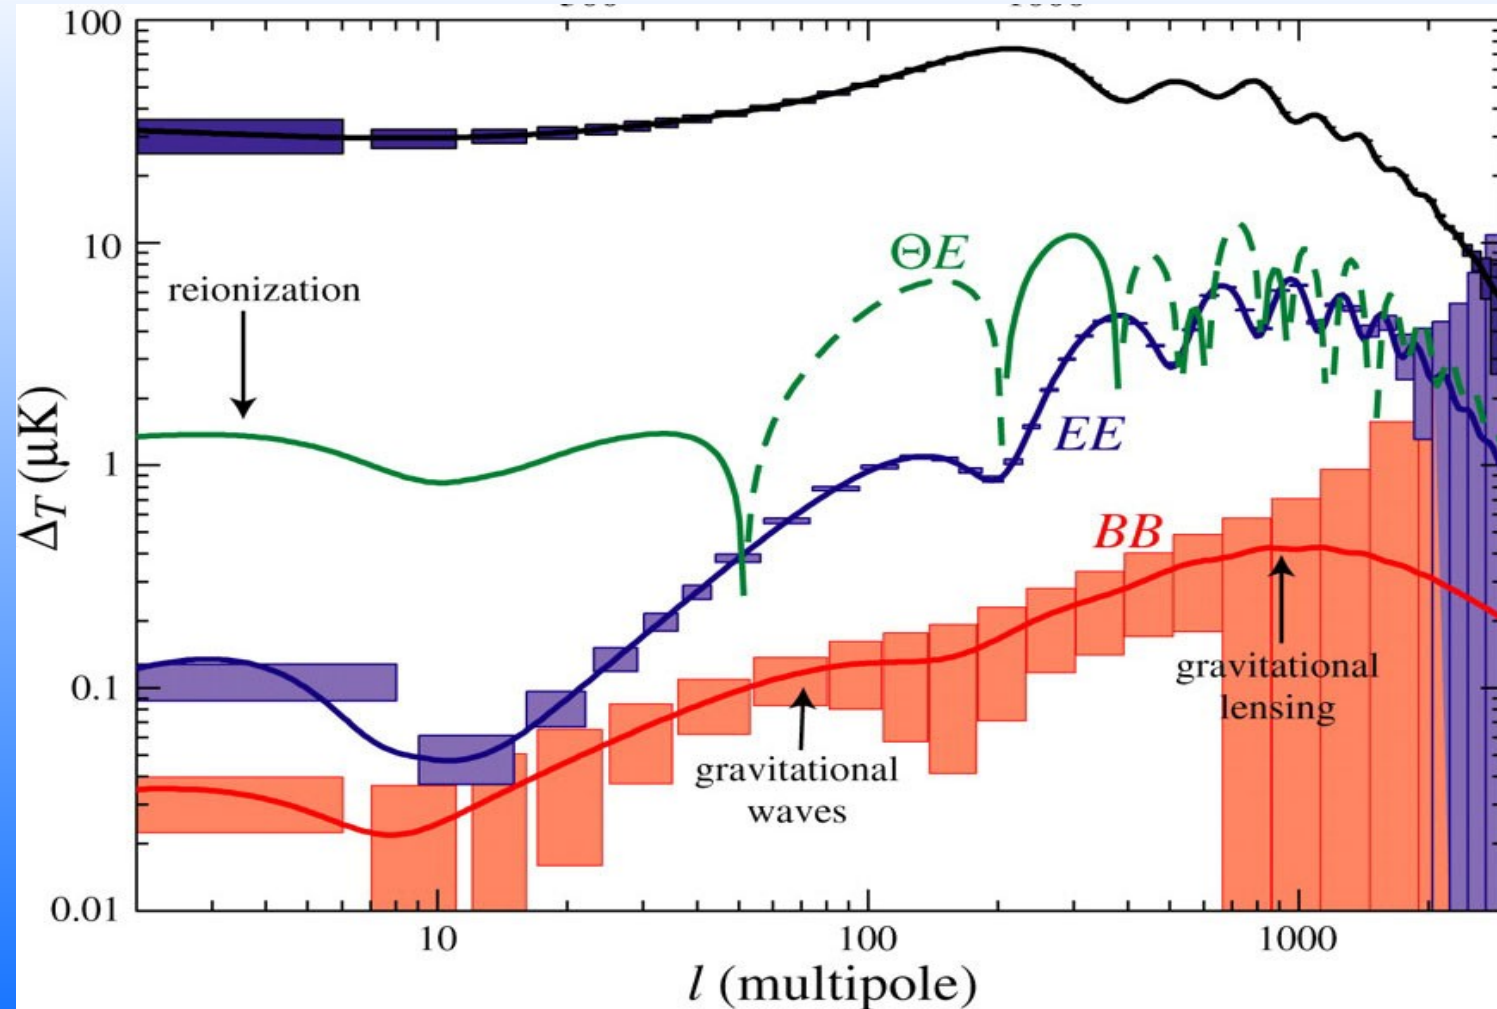 100
10
1
0.1
0.01
ΔT (μK)
reionization
ΘE
EE
BB
gravitational
waves
gravitational
lensing
10
100
1000
l (multipole)